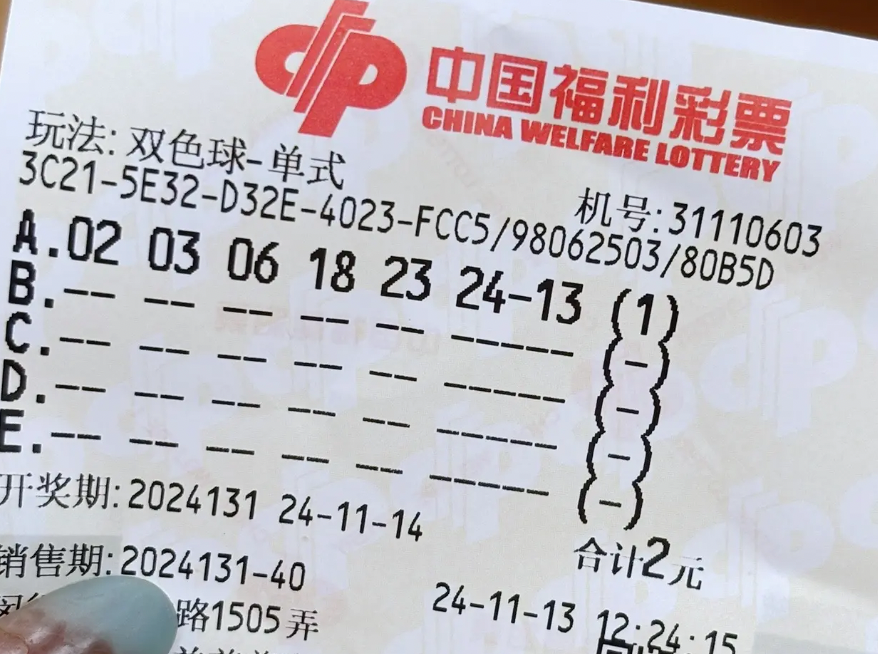 中国福利彩票
CHINA WELFARE LOTTERY
玩法:双色球-单式
机号:31110603
3C21-5E32-D32E-4023-FCC5/98062503/80B5D
A.02 03 06 18 23 24-13 (1)
B.-- -- -- -- -- ----- (-)
C.-- -- -- -- -- ----- (-)
D.-- -- -- -- -- ----- (-)
E.-- -- -- -- -- ----- (-)
开奖期:2024131 24-11-14
合计2元
销售期:2024131-40
24-11-13 12:24:15
路1505弄